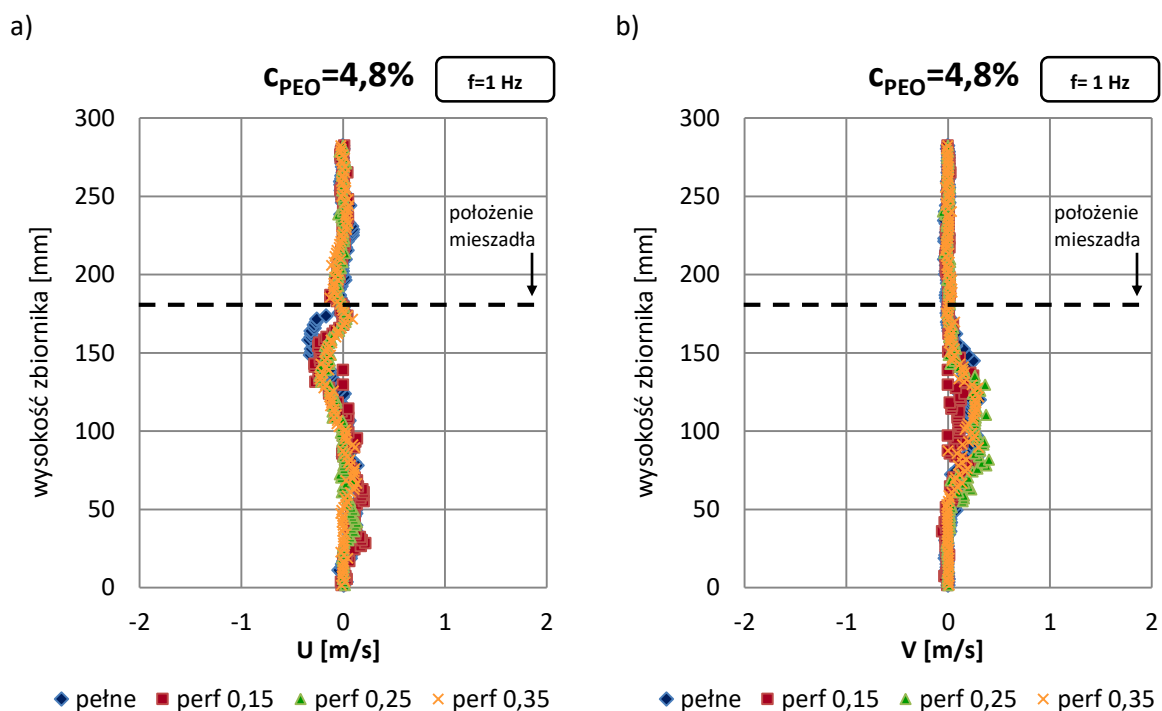 a)
c_PEO=4,8%
f=1 Hz
300
250
200
150
100
50
0
wysokość zbiornika [mm]
położenie
mieszadła
-2 -1 0 1 2
U [m/s]
pełne perf 0,15 perf 0,25 perf 0,35
b)
c_PEO=4,8%
f= 1 Hz
300
250
200
150
100
50
0
wysokość zbiornika [mm]
położenie
mieszadła
-2 -1 0 1 2
V [m/s]
pełne perf 0,15 perf 0,25 perf 0,35